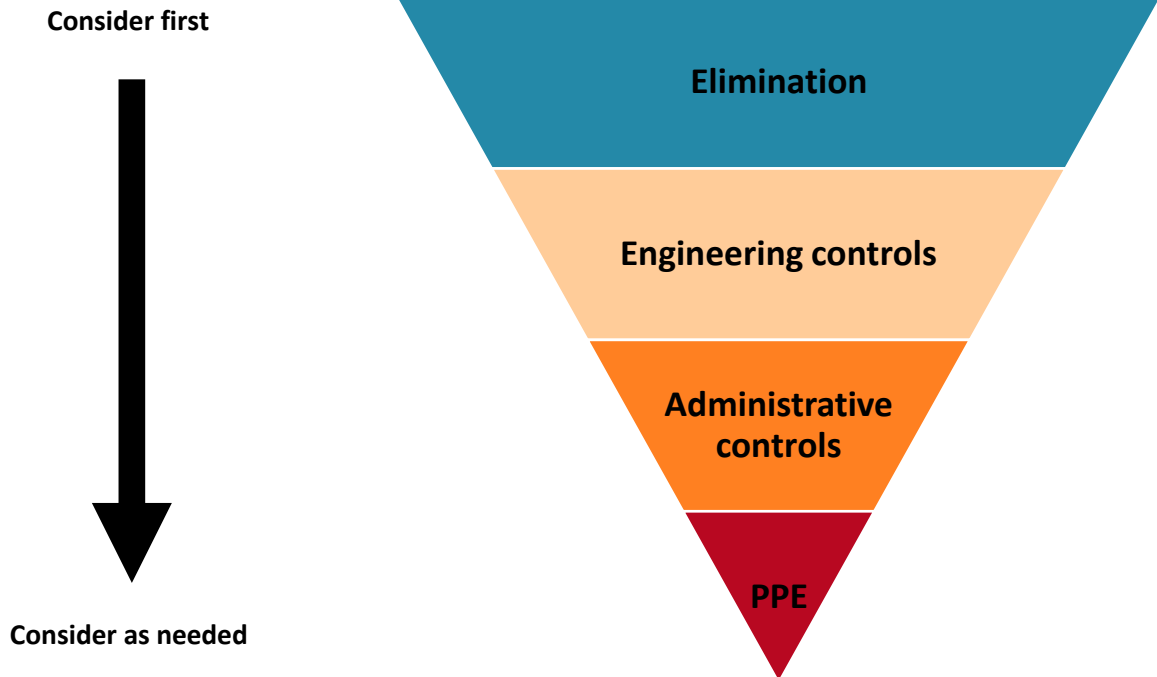 Consider first
Elimination
Engineering controls
Administrative
controls
PPE
Consider as needed